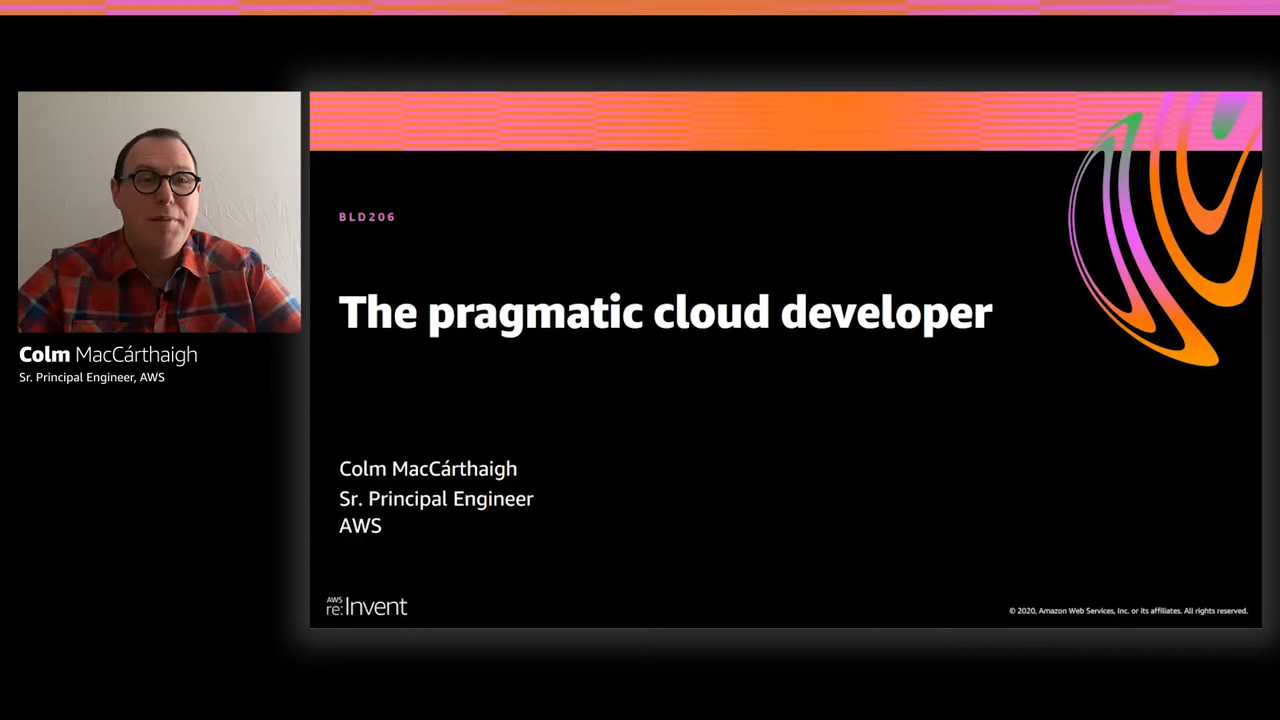 Colm MacCárthaigh
Sr. Principal Engineer, AWS
BLD206
The pragmatic cloud developer
Colm MacCárthaigh
Sr. Principal Engineer
AWS
AWS
re:Invent
© 2020, Amazon Web Services, Inc. or its affiliates. All rights reserved.